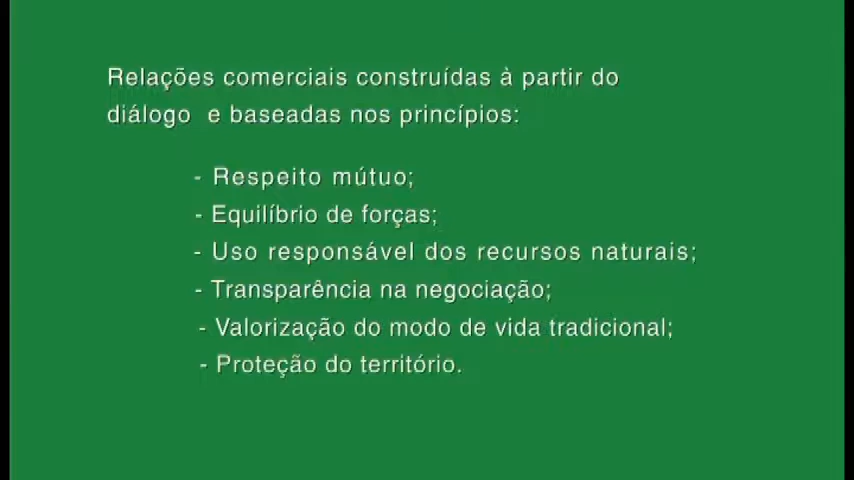 Relações comerciais construídas à partir do
diálogo e baseadas nos princípios:
- Respeito mútuo;
- Equilíbrio de forças;
- Uso responsável dos recursos naturais;
- Transparência na negociação;
- Valorização do modo de vida tradicional;
- Proteção do território.